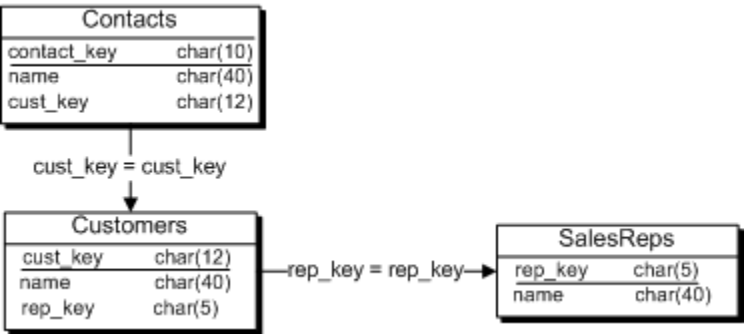 Contacts
contact_key char(10)
name char(40)
cust_key char(12)
cust_key = cust_key
Customers
cust_key char(12)
name char(40)
rep_key char(5)
rep_key = rep_key
SalesReps
rep_key char(5)
name char(40)